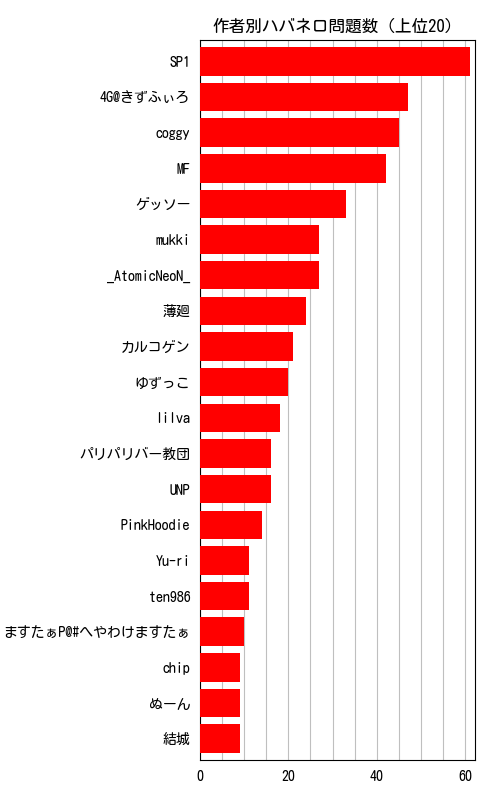 作者別ハバネロ問題数 (上位20)
SP1
4G@きずふぃろ
coggy
MF
ゲッソー
mukki
_AtomicNeoN_
薄廻
カルコゲン
ゆずっこ
lilva
パリパリバー教団
UNP
PinkHoodie
Yu-ri
ten986
ますたぁP@#へやわけますたぁ
chip
ぬーん
結城
0 20 40 60